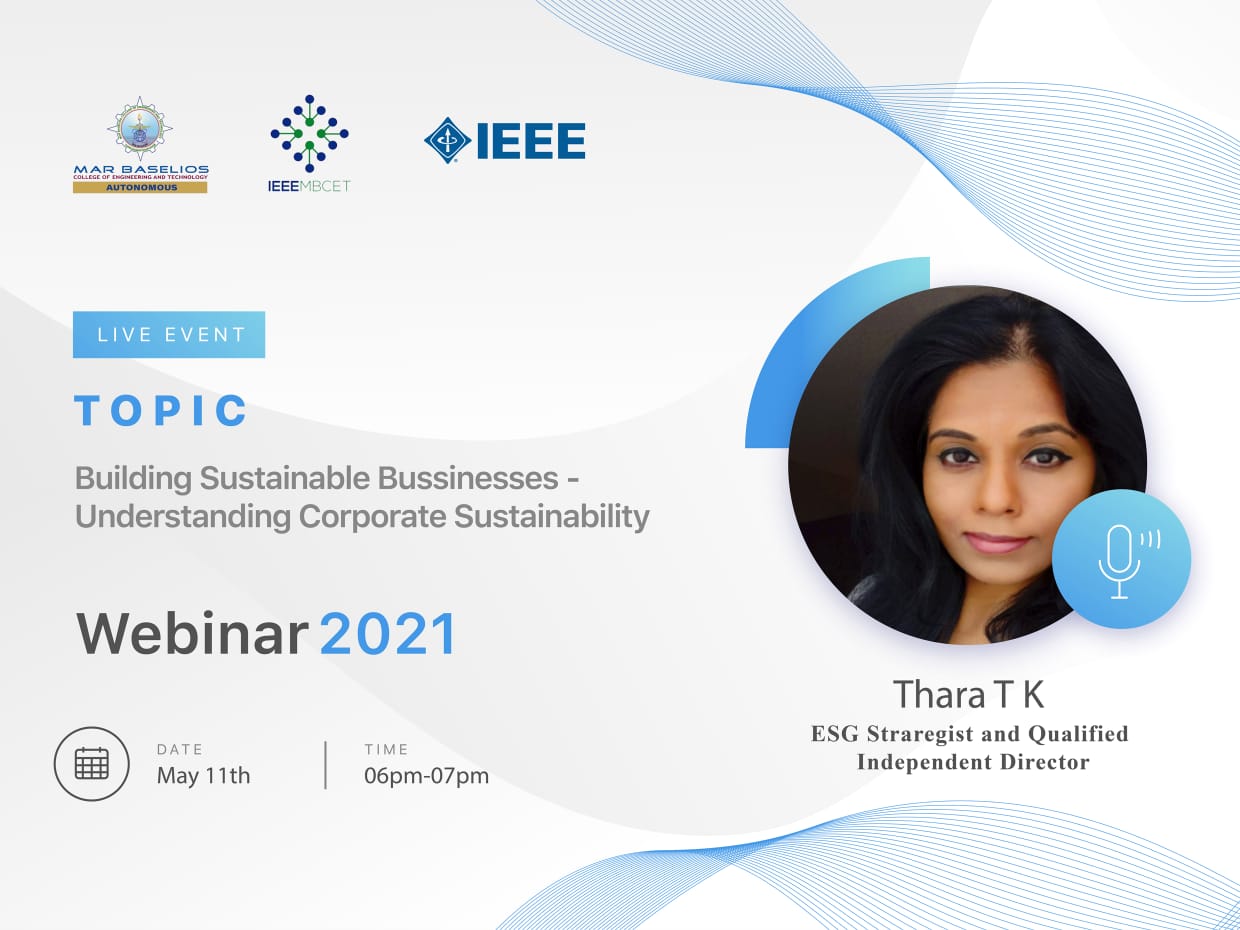 MAR BASELIOS
COLLEGE OF ENGINEERING AND TECHNOLOGY
AUTONOMOUS
IEEEMBCET
IEEE
LIVE EVENT
TOPIC
Building Sustainable Bussinesses -
Understanding Corporate Sustainability
Webinar 2021
DATE
May 11th
TIME
06pm-07pm
Thara T K
ESG Straregist and Qualified
Independent Director